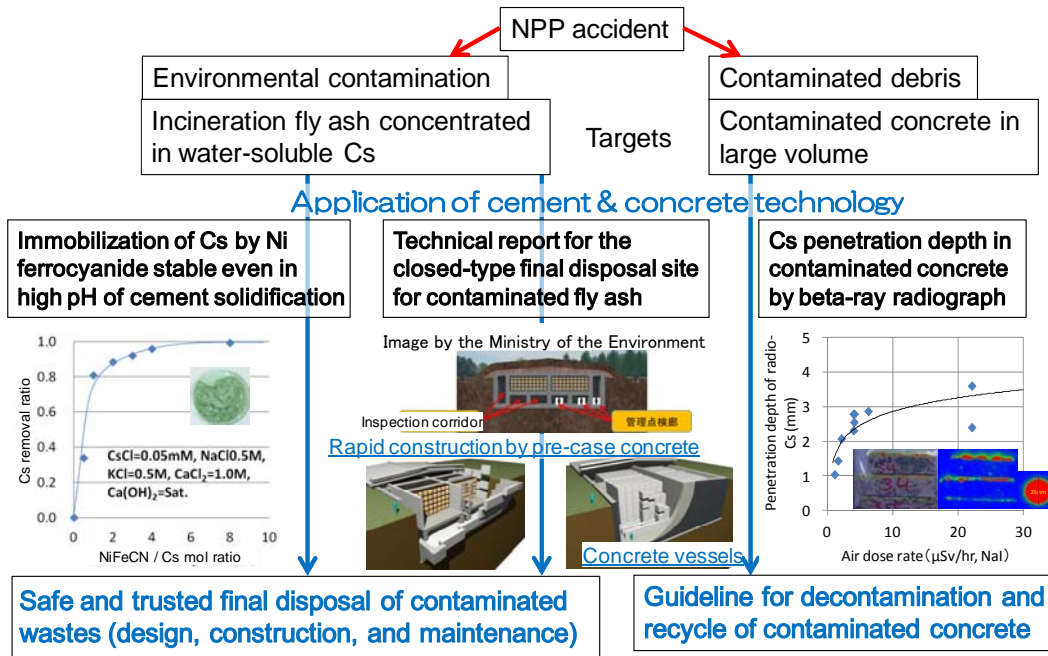 NPP accident
Environmental contamination
Contaminated debris
Incineration fly ash concentrated
in water-soluble Cs
Targets
Contaminated concrete in
large volume
Application of cement & concrete technology
Immobilization of Cs by Ni
ferrocyanide stable even in
high pH of cement solidification
Technical report for the
closed-type final disposal site
for contaminated fly ash
Cs penetration depth in
contaminated concrete
by beta-ray radiograph
1.0
0.8
0.6
0.4
0.2
0.0
Cs removal ratio
CsCl=0.05mM, NaCl0.5M,
KCl=0.5M, CaCl₂=1.0M,
Ca(OH)₂=Sat.
0 2 4 6 8 10
NiFeCN / Cs mol ratio
Image by the Ministry of the Environment
Inspection corridor
管理点検廊
Rapid construction by pre-case concrete
Concrete vessels
5
4
3
2
1
0
Penetration depth of radio-
Cs (mm)
34
25mm
0 10 20 30
Air dose rate（μSv/hr, NaI）
Safe and trusted final disposal of contaminated
wastes (design, construction, and maintenance)
Guideline for decontamination and
recycle of contaminated concrete